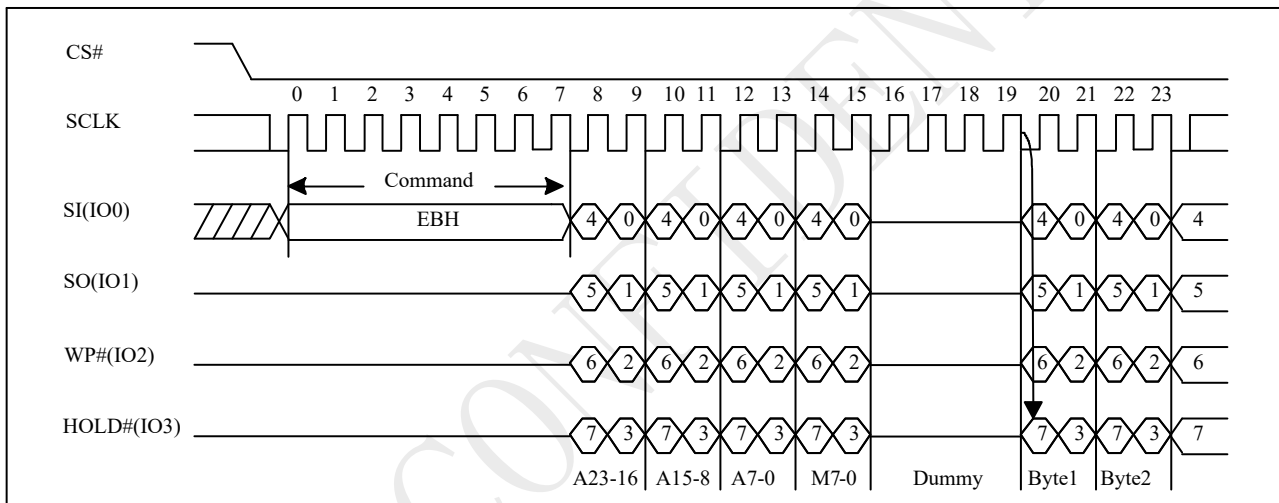 CS#
0 1 2 3 4 5 6 7 8 9 10 11 12 13 14 15 16 17 18 19 20 21 22 23
SCLK
Command
SI(IO0) EBH 4 0 4 0 4 0 4 0 4 0 4 0 4
SO(IO1) 5 1 5 1 5 1 5 1 5 1 5 1 5
WP#(IO2) 6 2 6 2 6 2 6 2 6 2 6 2 6
HOLD#(IO3) 7 3 7 3 7 3 7 3 7 3 7 3 7
A23-16 A15-8 A7-0 M7-0 Dummy Byte1 Byte2
CONFIDEN